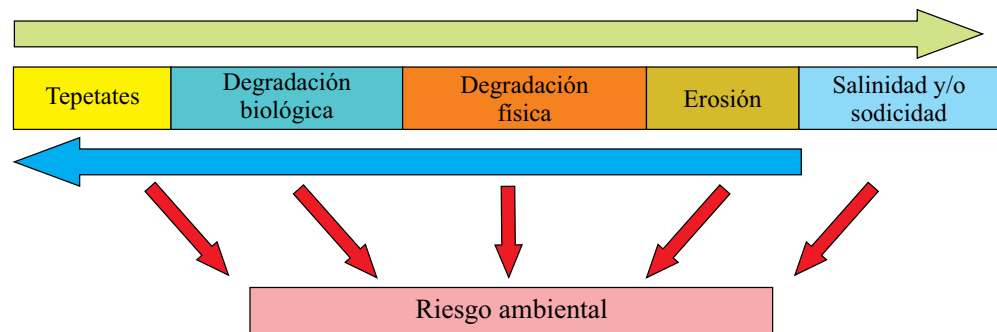 Tepetates
Degradación
biológica
Degradación
física
Erosión
Salinidad y/o
sodicidad
Riesgo ambiental